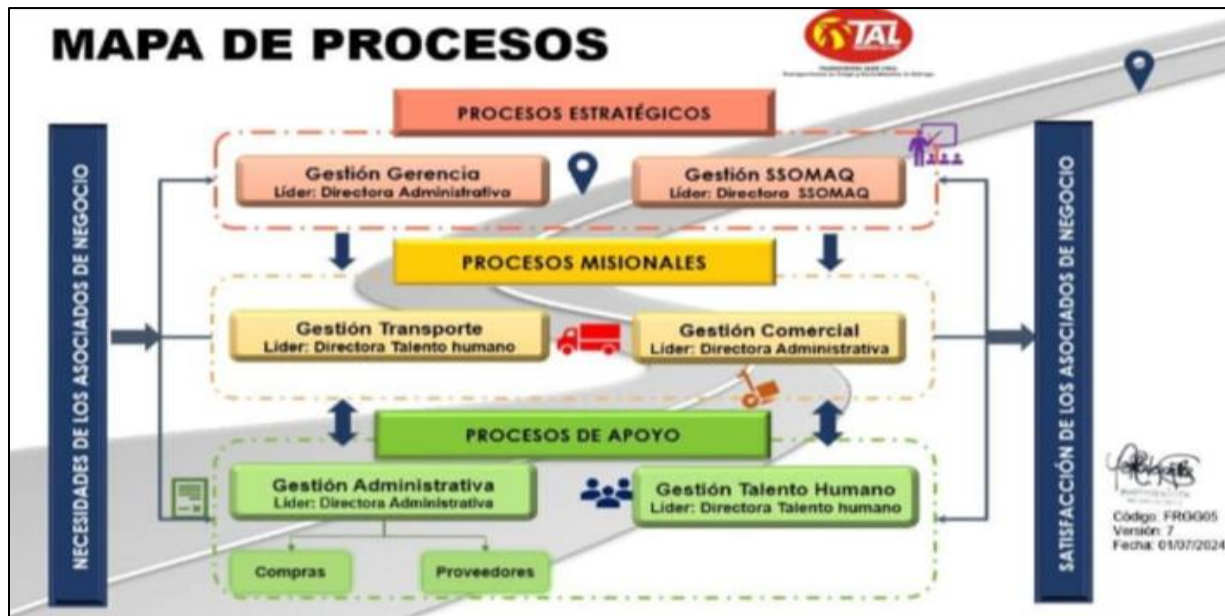 MAPA DE PROCESOS
TAL
PROCESOS ESTRATÉGICOS
Gestión Gerencia
Líder: Directora Administrativa
Gestión SSOMAQ
Líder: Directora SSOMAQ
PROCESOS MISIONALES
Gestión Transporte
Líder: Directora Talento humano
Gestión Comercial
Líder: Directora Administrativa
PROCESOS DE APOYO
Gestión Administrativa
Líder: Directora Administrativa
Gestión Talento Humano
Líder: Directora Talento humano
Compras
Proveedores
NECESIDADES DE LOS ASOCIADOS DE NEGOCIO
SATISFACCIÓN DE LOS ASOCIADOS DE NEGOCIO
Código: FRGG05
Versión: 7
Fecha: 01/07/2024